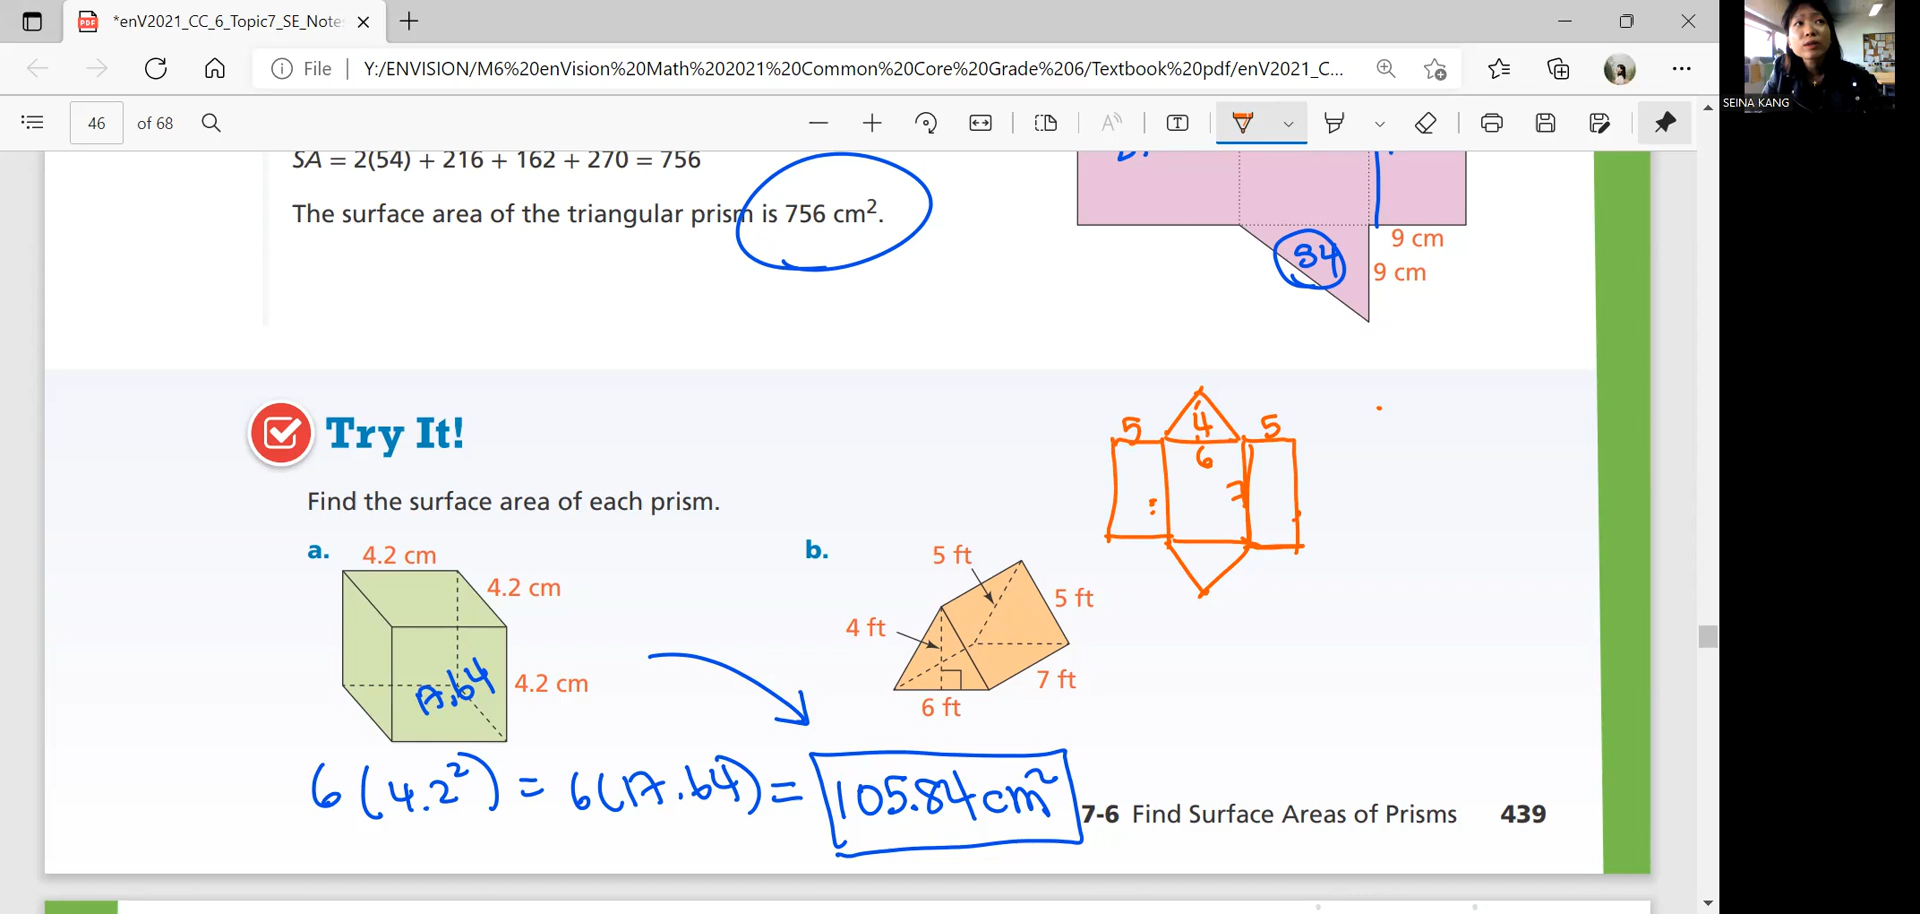 *enV2021_CC_6_Topic7_SE_Note
File
Y:/ENVISION/M6%20enVision%20Math%202021%20Common%20Core%20Grade%206/Textbook%20pdf/enV2021_C...
46 of 68
SEINA KANG
SA = 2(54) + 216 + 162 + 270 = 756
The surface area of the triangular prism is 756 cm².
9 cm
54
9 cm
Try It!
5 4 5
6
7
Find the surface area of each prism.
a. 4.2 cm
4.2 cm
4.2 cm
17.64
b. 5 ft
5 ft
4 ft
7 ft
6 ft
6(4.2²) = 6(17.64) = 105.84 cm²
7-6 Find Surface Areas of Prisms 439